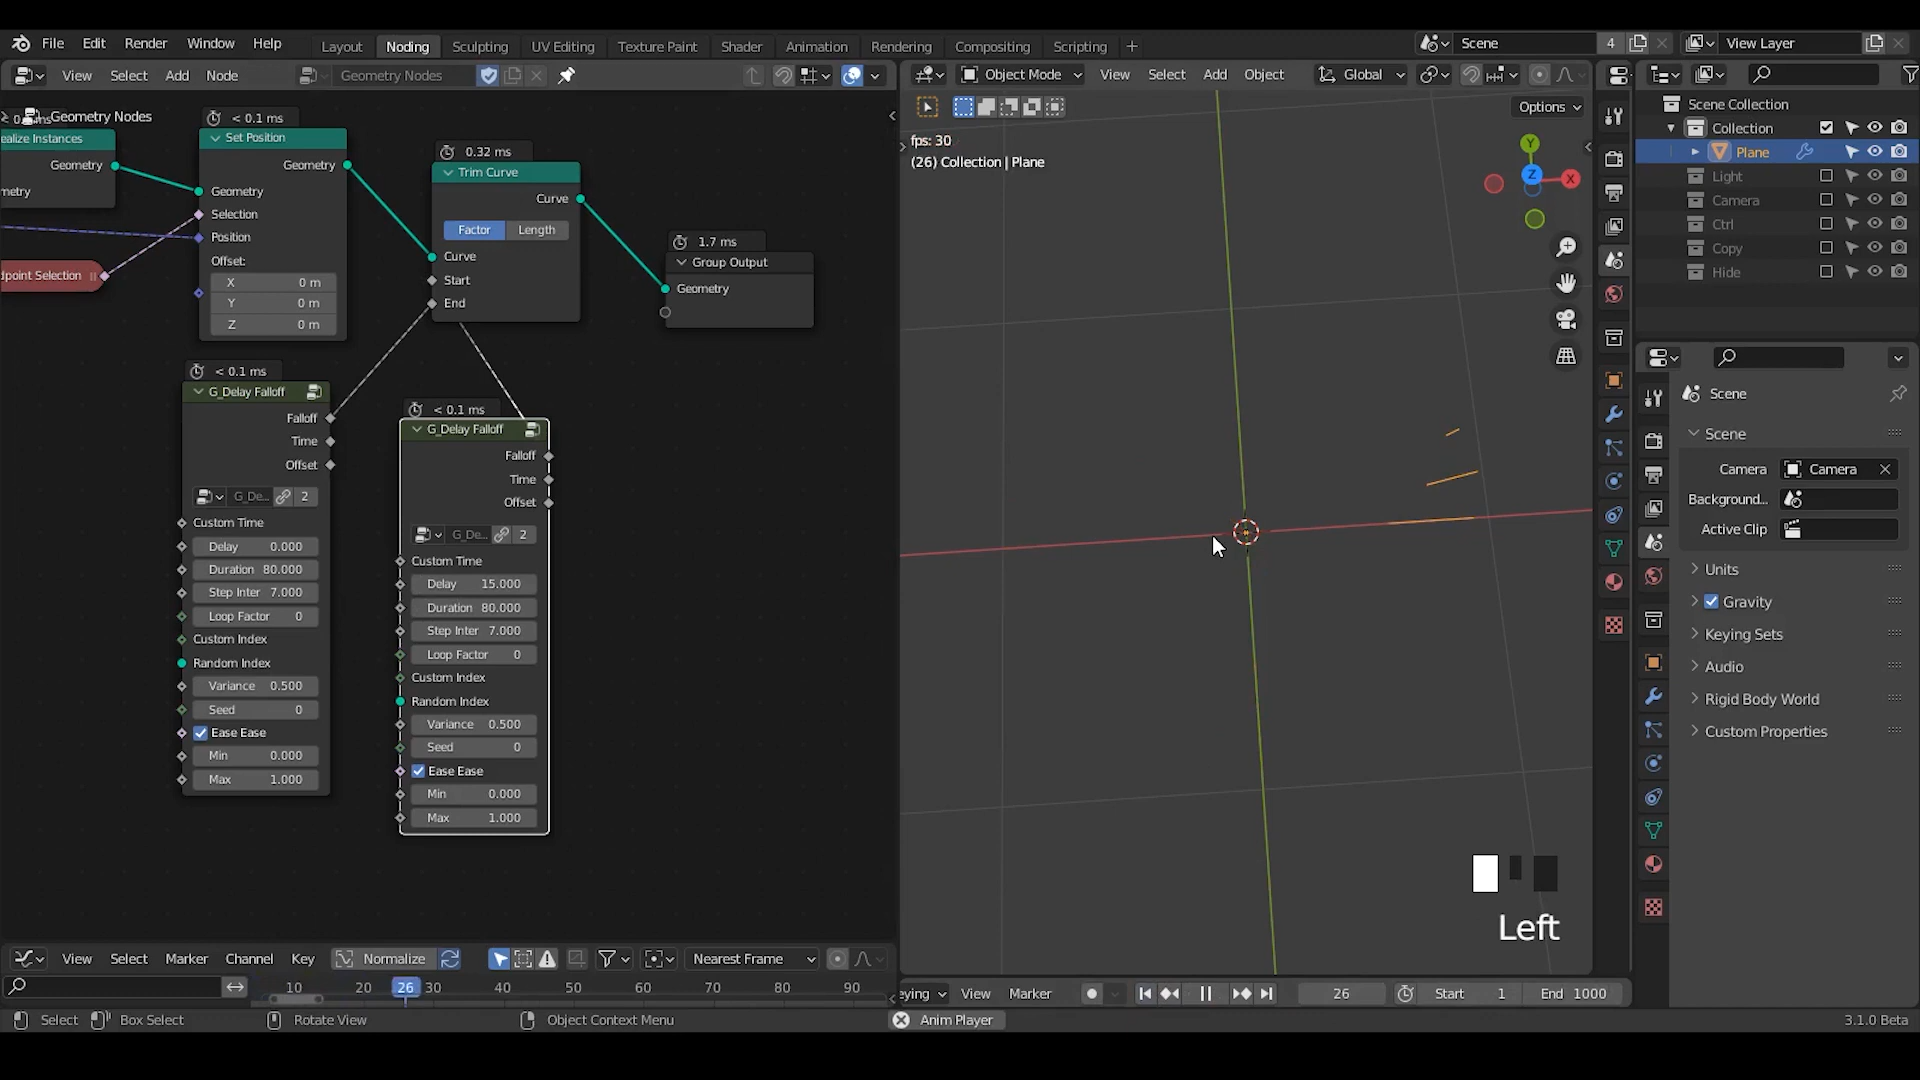 File Edit Render Window Help
Layout Noding Sculpting UV Editing Texture Paint Shader Animation Rendering Compositing Scripting +
Scene 4
View Layer
View Select Add Node
Geometry Nodes
Object Mode View Select Add Object
Global
Options
Geometry Nodes
ealize Instances
Geometry
metry
< 0.1 ms
Set Position
Geometry
Geometry
Selection
Position
Offset:
X 0 m
Y 0 m
Z 0 m
dpoint Selection
0.32 ms
Trim Curve
Curve
Factor Length
Curve
Start
End
1.7 ms
Group Output
Geometry
< 0.1 ms
G_Delay Falloff
Falloff
Time
Offset
G_De... 2
Custom Time
Delay 0.000
Duration 80.000
Step Inter 7.000
Loop Factor 0
Custom Index
Random Index
Variance 0.500
Seed 0
Ease Ease
Min 0.000
Max 1.000
< 0.1 ms
G_Delay Falloff
Falloff
Time
Offset
G_De... 2
Custom Time
Delay 15.000
Duration 80.000
Step Inter 7.000
Loop Factor 0
Custom Index
Random Index
Variance 0.500
Seed 0
Ease Ease
Min 0.000
Max 1.000
fps: 30
(26) Collection | Plane
Y
Z
X
Left
Scene Collection
Collection
Plane
Light
Camera
Ctrl
Copy
Hide
Scene
Scene
Camera Camera
Background...
Active Clip
Units
Gravity
Keying Sets
Audio
Rigid Body World
Custom Properties
View Select Marker Channel Key Normalize Nearest Frame
10 20 26 30 40 50 60 70 80 90
eying View Marker 26 Start 1 End 1000
Select Box Select Rotate View Object Context Menu Anim Player 3.1.0 Beta